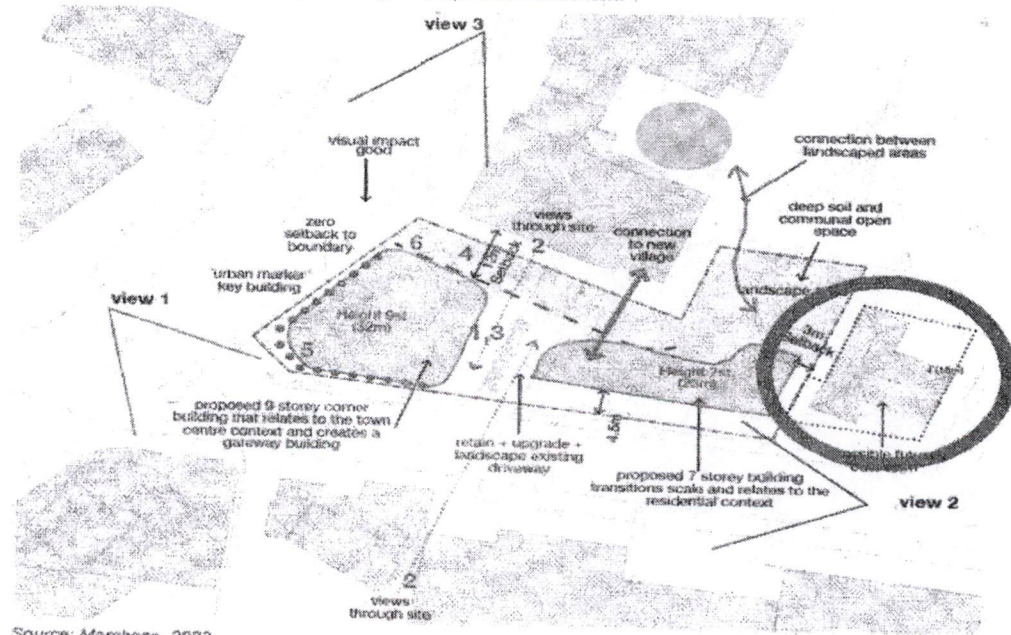 view 3
visual impact
good
zero
setback to
boundary
'urban marker'
key building
view 1
6
4
Setback
views
through site
2
connection
to new
village
connection between
landscaped areas
deep soil and
communal open
space
landscape
Height 9st
(32m)
1,3
5
3m
Setback
Height 7st
4.5m
proposed 9 storey corner
building that relates to the town
centre context and creates a
gateway building
retain + upgrade +
landscape existing
driveway
proposed 7 storey building
transitions scale and relates to the
residential context
future
view 2
2
views
through site
Source: